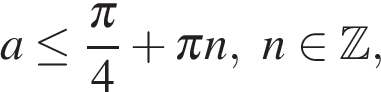 a ≤ π/4 + πn, n ∈ ℤ,